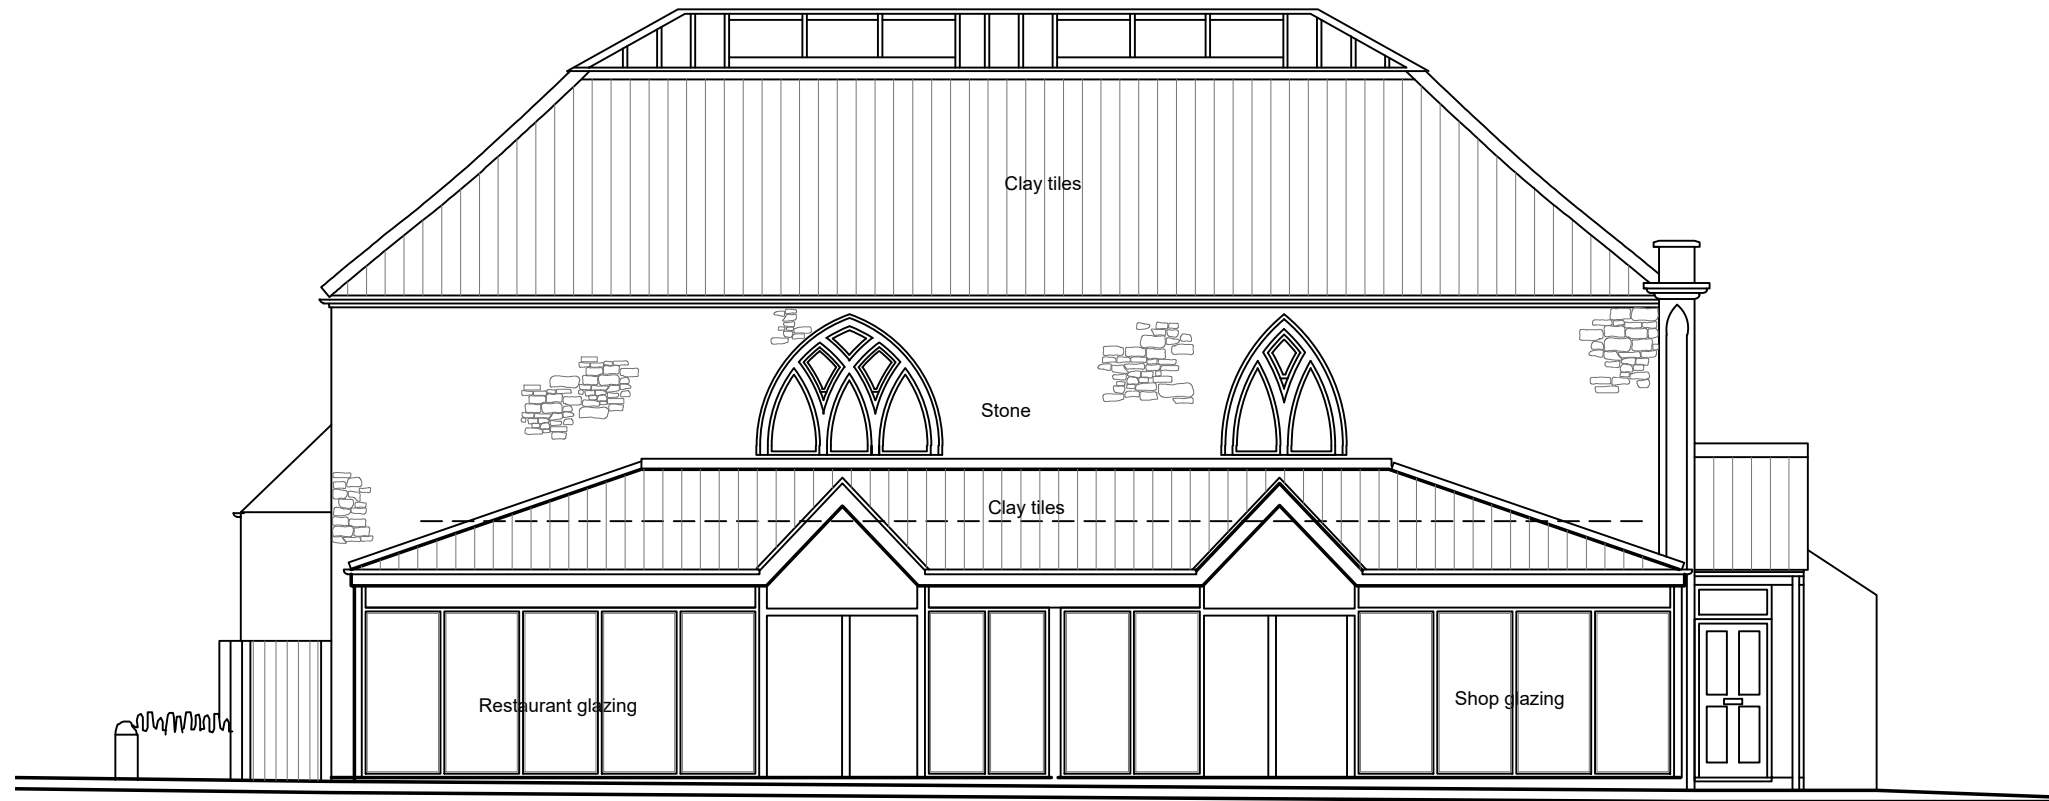 Clay tiles
Stone
Clay tiles
Restaurant glazing
Shop glazing